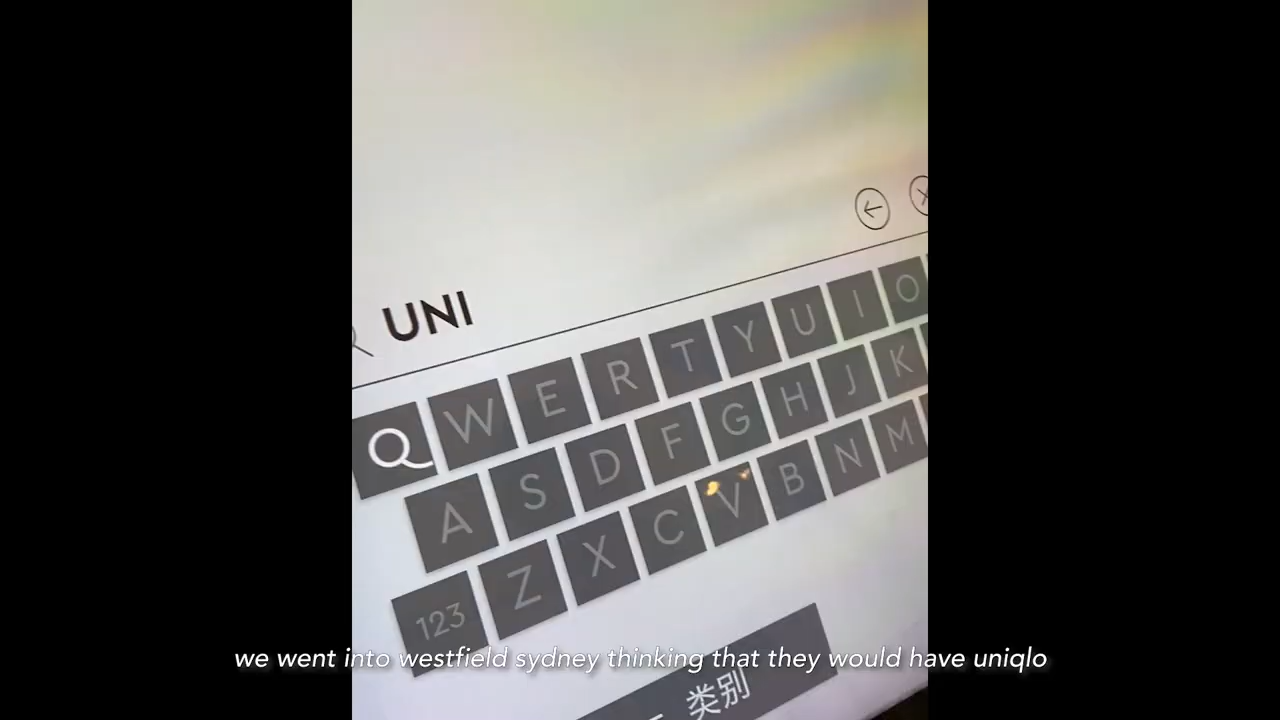 UNI
Q W E R T Y U I O
A S D F G H J K
123 Z X C V B N M
类别
we went into westfield sydney thinking that they would have uniqlo